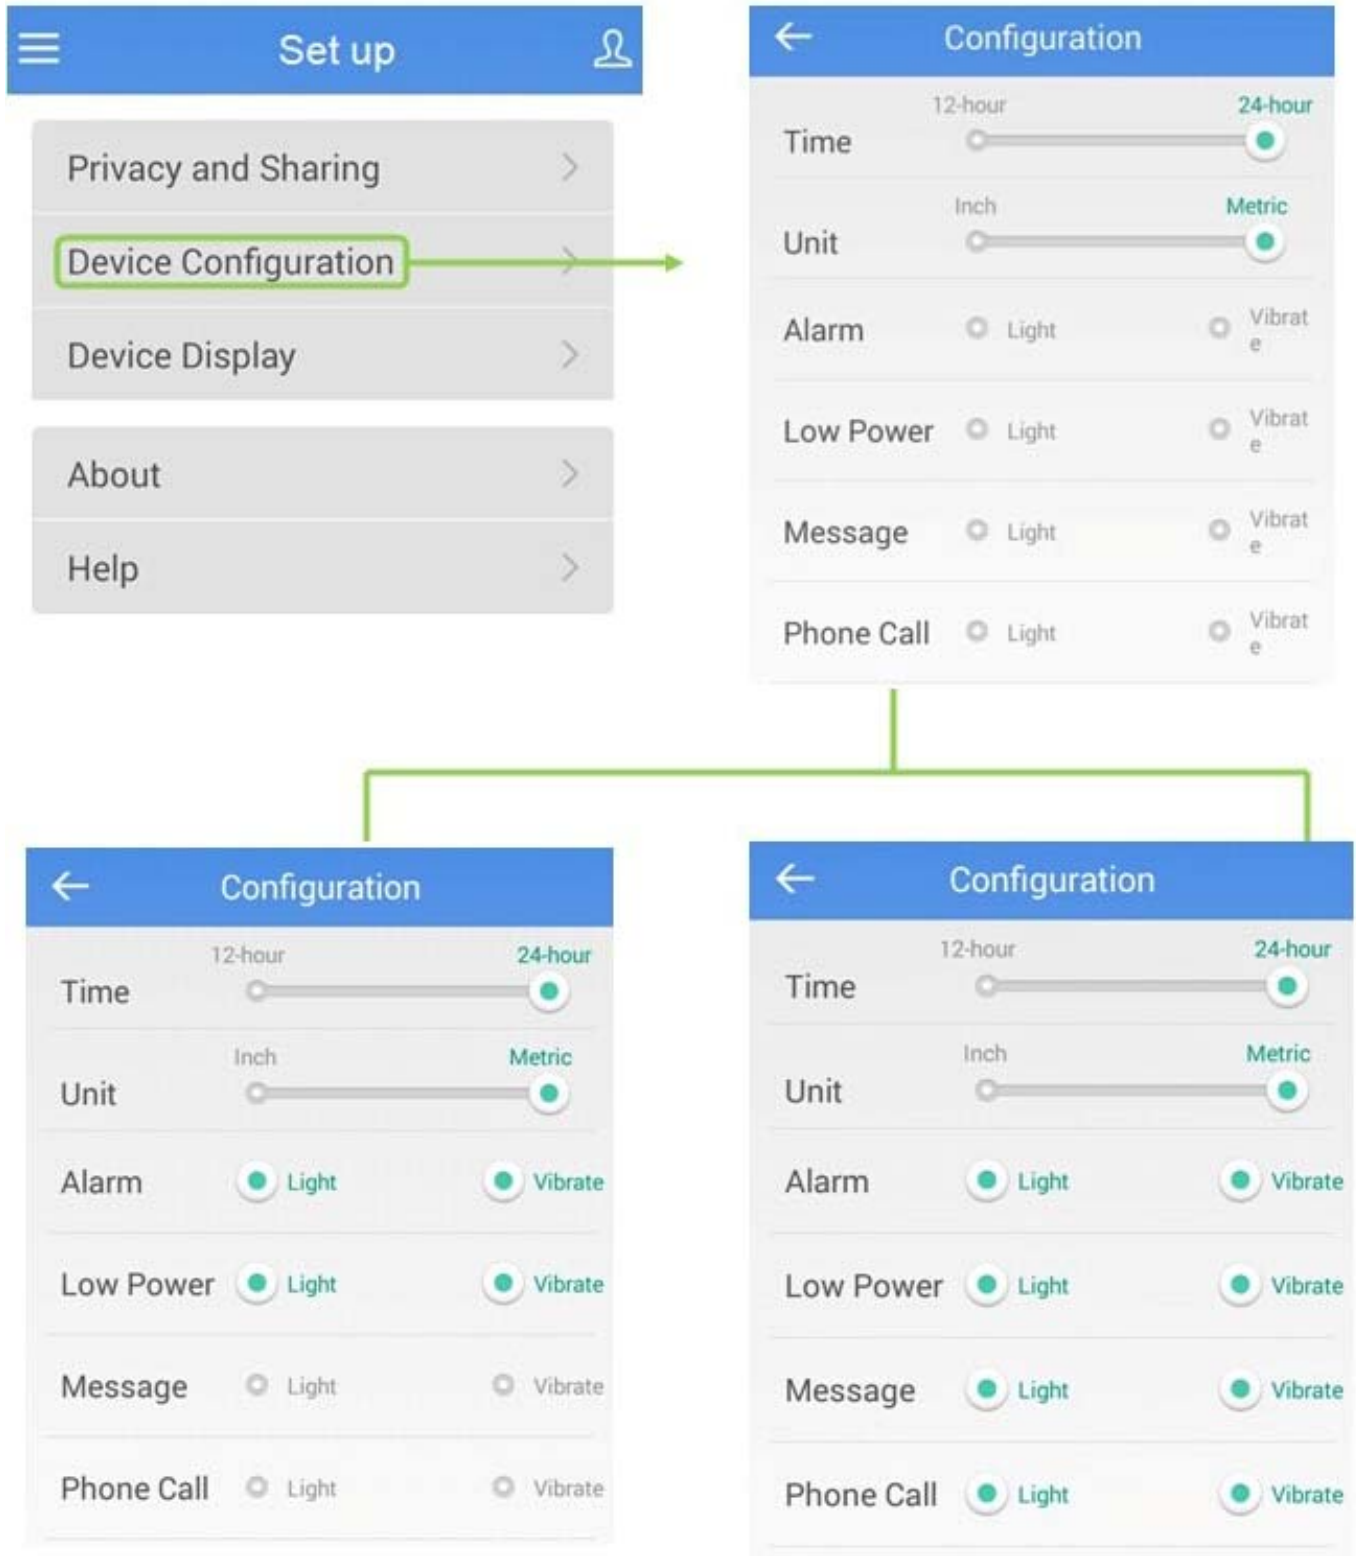 Set up
Privacy and Sharing
Device Configuration
Device Display
About
Help
Configuration
12-hour 24-hour
Time
Inch Metric
Unit
Alarm Light Vibrat
e
Low Power Light Vibrat
e
Message Light Vibrat
e
Phone Call Light Vibrat
e
Configuration
12-hour 24-hour
Time
Inch Metric
Unit
Alarm Light Vibrate
Low Power Light Vibrate
Message Light Vibrate
Phone Call Light Vibrate
Configuration
12-hour 24-hour
Time
Inch Metric
Unit
Alarm Light Vibrate
Low Power Light Vibrate
Message Light Vibrate
Phone Call Light Vibrate